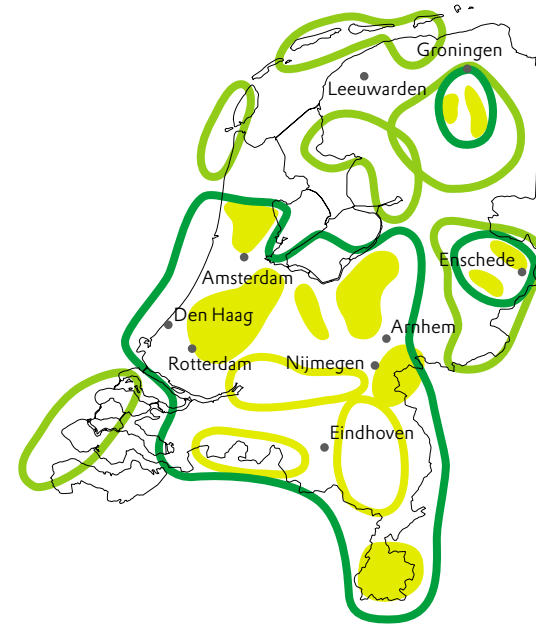 Groningen
Leeuwarden
Enschede
Amsterdam
Den Haag
Arnhem
Rotterdam
Nijmegen
Eindhoven